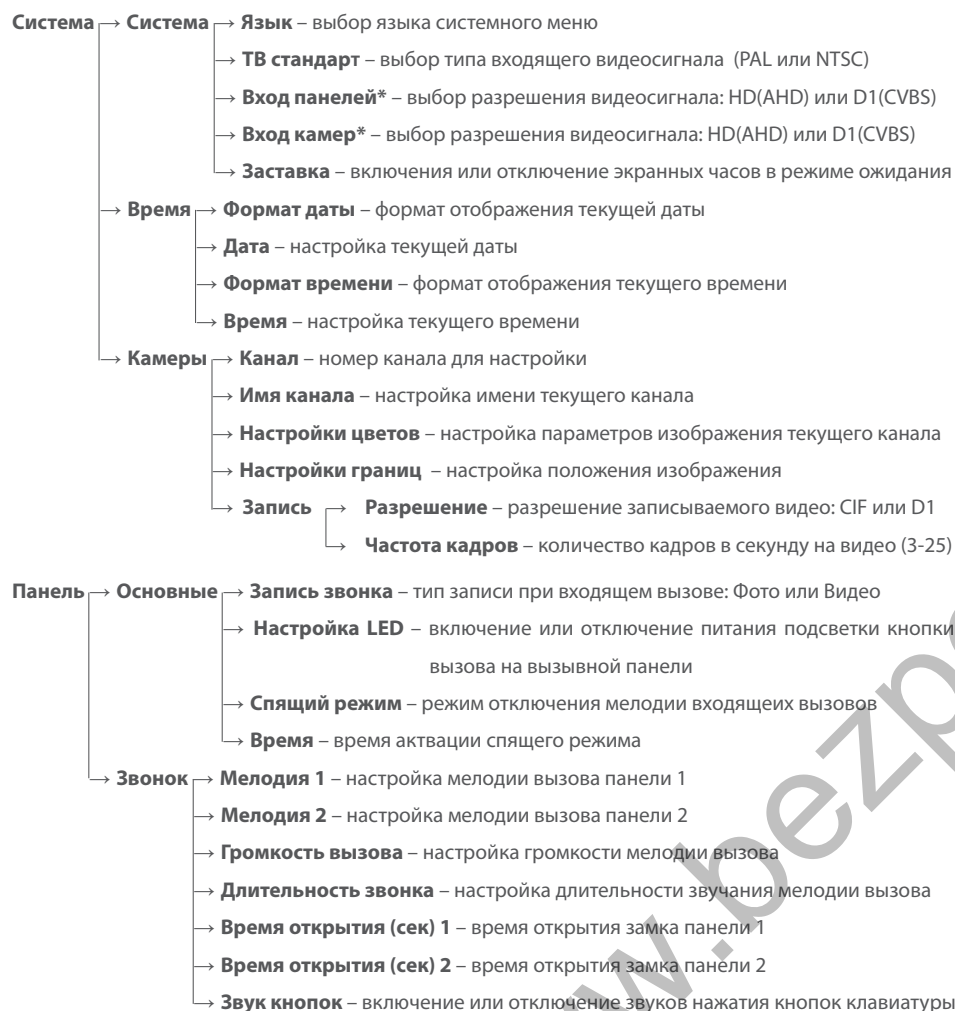 Система → Система → Язык – выбор языка системного меню
→ ТВ стандарт – выбор типа входящего видеосигнала (PAL или NTSC)
→ Вход панелей* – выбор разрешения видеосигнала: HD(AHD) или D1(CVBS)
→ Вход камер* – выбор разрешения видеосигнала: HD(AHD) или D1(CVBS)
→ Заставка – включения или отключение экранных часов в режиме ожидания
→ Время → Формат даты – формат отображения текущей даты
→ Дата – настройка текущей даты
→ Формат времени – формат отображения текущего времени
→ Время – настройка текущего времени
→ Камеры → Канал – номер канала для настройки
→ Имя канала – настройка имени текущего канала
→ Настройки цветов – настройка параметров изображения текущего канала
→ Настройки границ – настройка положения изображения
→ Запись → Разрешение – разрешение записываемого видео: CIF или D1
→ Частота кадров – количество кадров в секунду на видео (3-25)
Панель → Основные → Запись звонка – тип записи при входящем вызове: Фото или Видео
→ Настройка LED – включение или отключение питания подсветки кнопки
вызова на вызывной панели
→ Спящий режим – режим отключения мелодии входящеих вызовов
→ Время – время актвации спящего режима
→ Звонок → Мелодия 1 – настройка мелодии вызова панели 1
→ Мелодия 2 – настройка мелодии вызова панели 2
→ Громкость вызова – настройка громкости мелодии вызова
→ Длительность звонка – настройка длительности звучания мелодии вызова
→ Время открытия (сек) 1 – время открытия замка панели 1
→ Время открытия (сек) 2 – время открытия замка панели 2
→ Звук кнопок – включение или отключение звуков нажатия кнопок клавиатуры
w.bezp